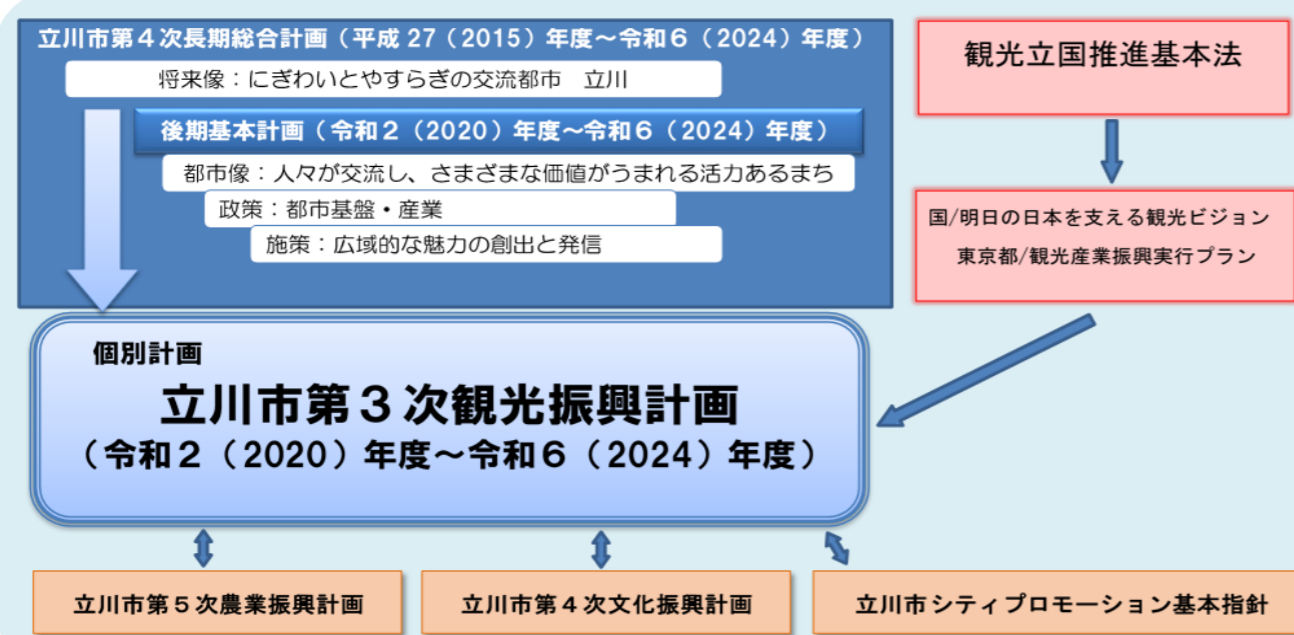 立川市第４次長期総合計画（平成27（2015）年度～令和６（2024）年度）
将来像：にぎわいとやすらぎの交流都市　立川
後期基本計画（令和２（2020）年度～令和６（2024）年度）
都市像：人々が交流し、さまざまな価値がうまれる活力あるまち
政策：都市基盤・産業
施策：広域的な魅力の創出と発信
観光立国推進基本法
国/明日の日本を支える観光ビジョン
東京都/観光産業振興実行プラン
個別計画
立川市第３次観光振興計画
（令和２（2020）年度～令和６（2024）年度）
立川市第５次農業振興計画
立川市第４次文化振興計画
立川市シティプロモーション基本指針